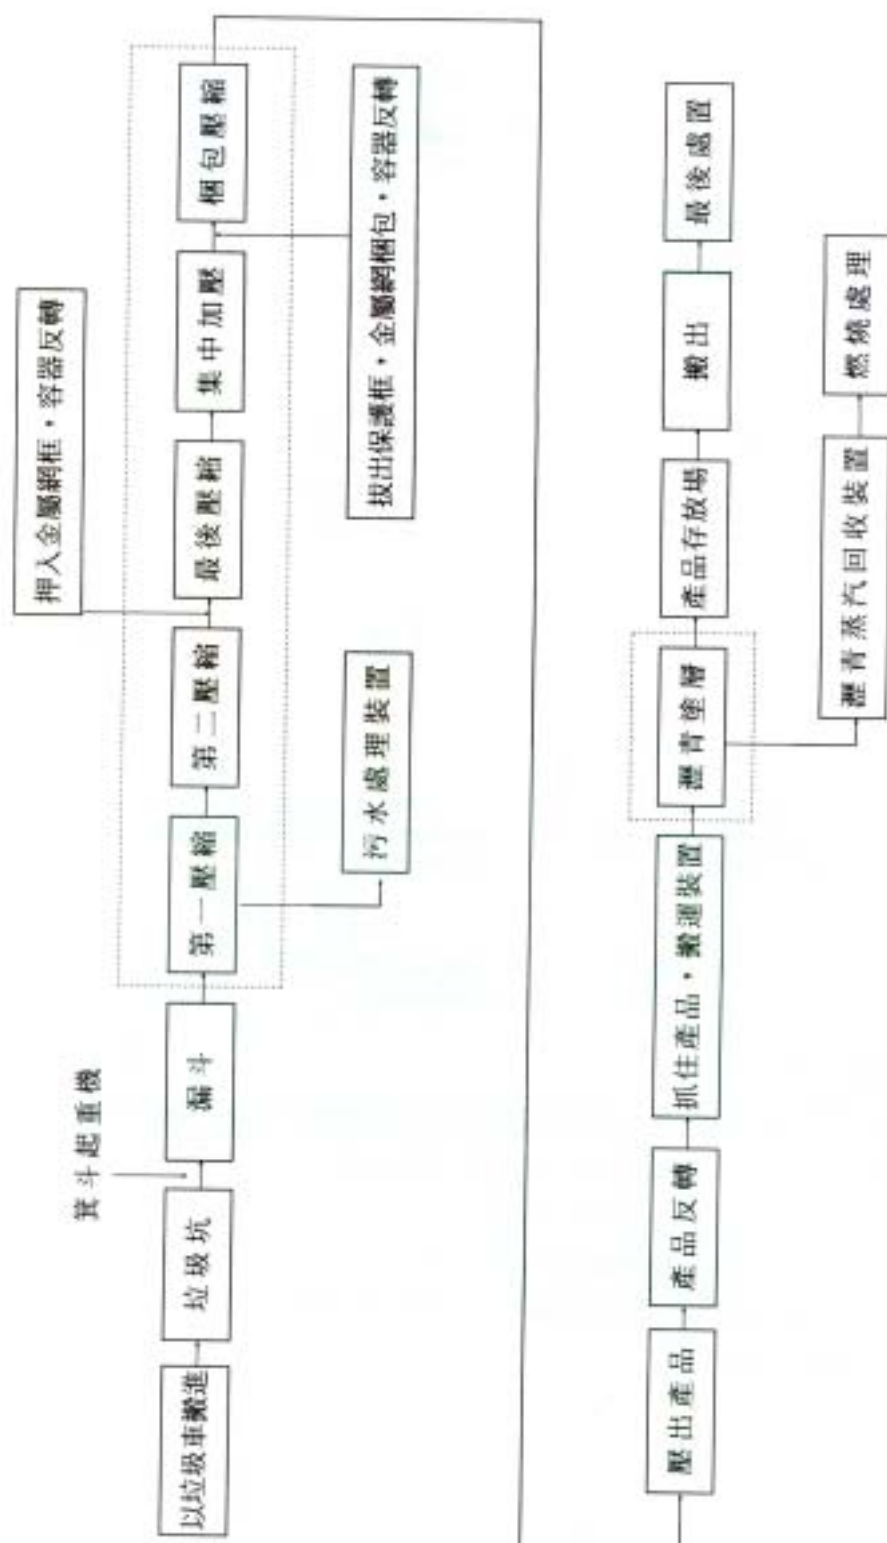 以垃圾車搬進
垃圾坑
箕斗起重機
漏斗
第一壓縮
污水處理裝置
第二壓縮
押入金屬網框・容器反轉
最後壓縮
集中加壓
拔出保護框・金屬網梱包・容器反轉
梱包壓縮
壓出產品
產品反轉
抓住產品・搬運裝置
瀝青塗層
瀝青蒸汽回收裝置
燃燒處理
產品存放場
搬出
最後處置